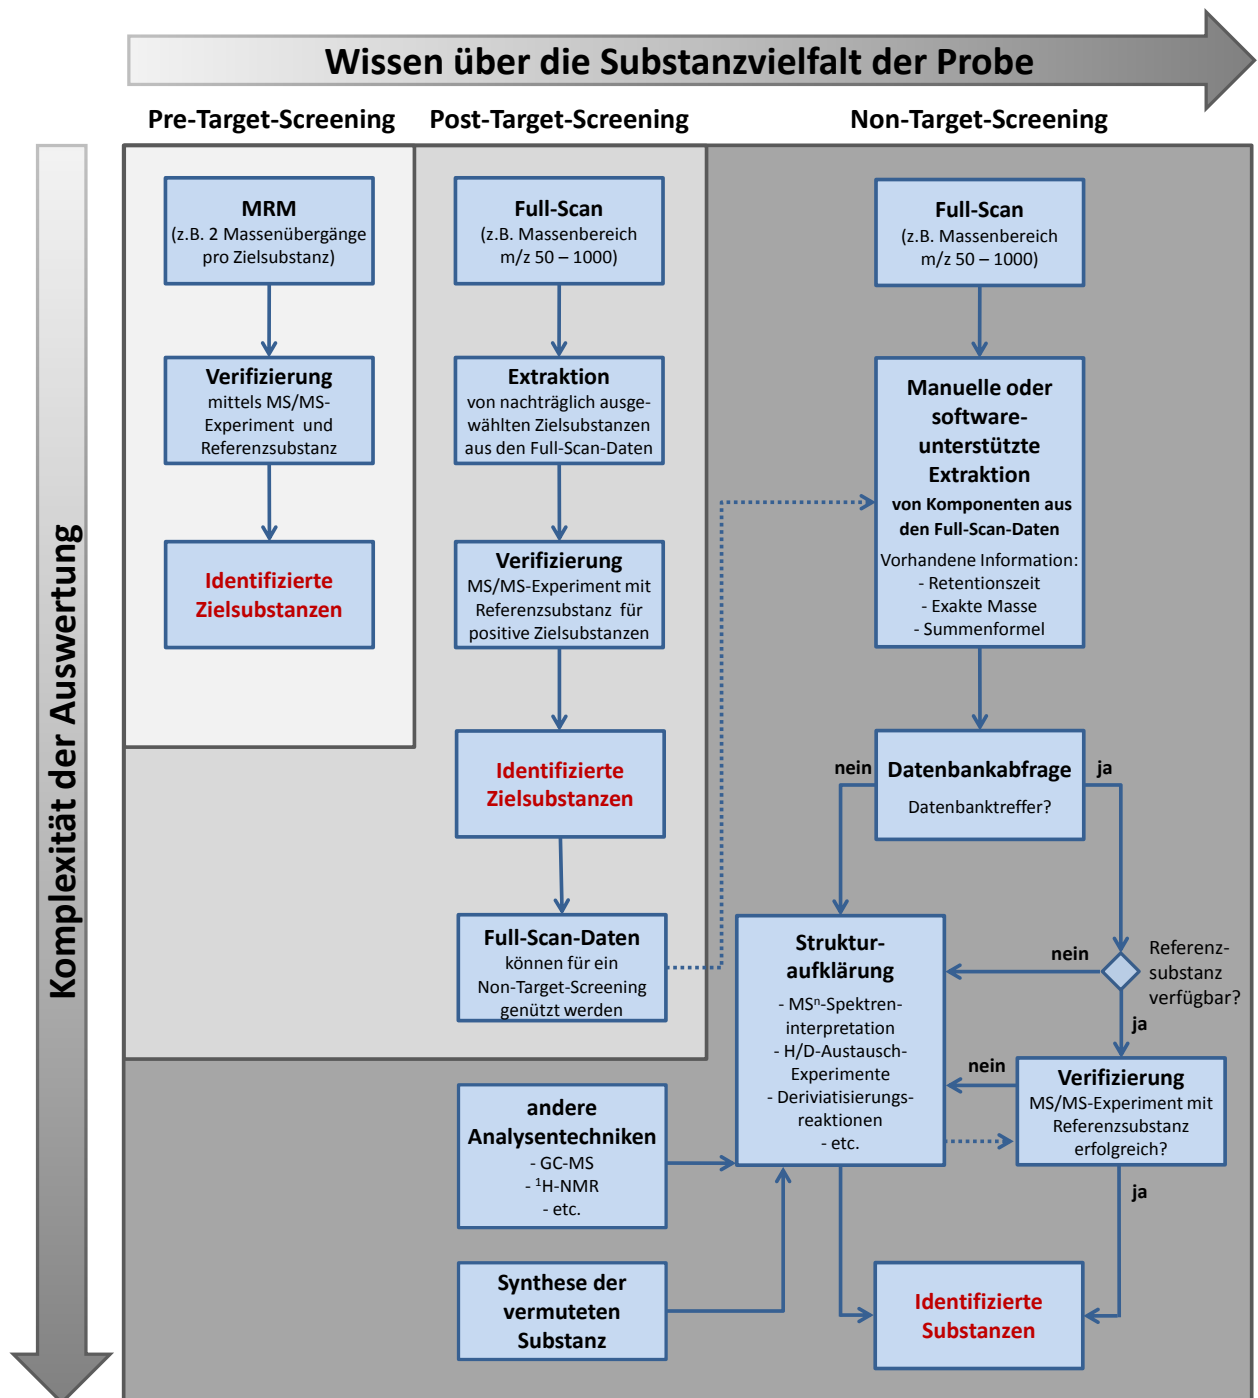 Wissen über die Substanzvielfalt der Probe
Komplexität der Auswertung
Pre-Target-Screening
MRM
(z.B. 2 Massenübergänge
pro Zielsubstanz)
Verifizierung
mittels MS/MS-
Experiment und
Referenzsubstanz
Identifizierte
Zielsubstanzen
Post-Target-Screening
Full-Scan
(z.B. Massenbereich
m/z 50 – 1000)
Extraktion
von nachträglich ausge-
wählten Zielsubstanzen
aus den Full-Scan-Daten
Verifizierung
MS/MS-Experiment mit
Referenzsubstanz für
positive Zielsubstanzen
Identifizierte
Zielsubstanzen
Full-Scan-Daten
können für ein
Non-Target-Screening
genützt werden
Non-Target-Screening
Full-Scan
(z.B. Massenbereich
m/z 50 – 1000)
Manuelle oder
software-
unterstützte
Extraktion
von Komponenten aus
den Full-Scan-Daten
Vorhandene Information:
- Retentionszeit
- Exakte Masse
- Summenformel
nein
Datenbankabfrage
Datenbanktreffer?
ja
Referenz-
substanz
verfügbar?
nein
ja
Struktur-
aufklärung
- MSⁿ-Spektren-
interpretation
- H/D-Austausch-
Experimente
- Deriviatisierungs-
reaktionen
- etc.
nein
Verifizierung
MS/MS-Experiment mit
Referenzsubstanz
erfolgreich?
ja
andere
Analysentechniken
- GC-MS
- ¹H-NMR
- etc.
Synthese der
vermuteten
Substanz
Identifizierte
Substanzen